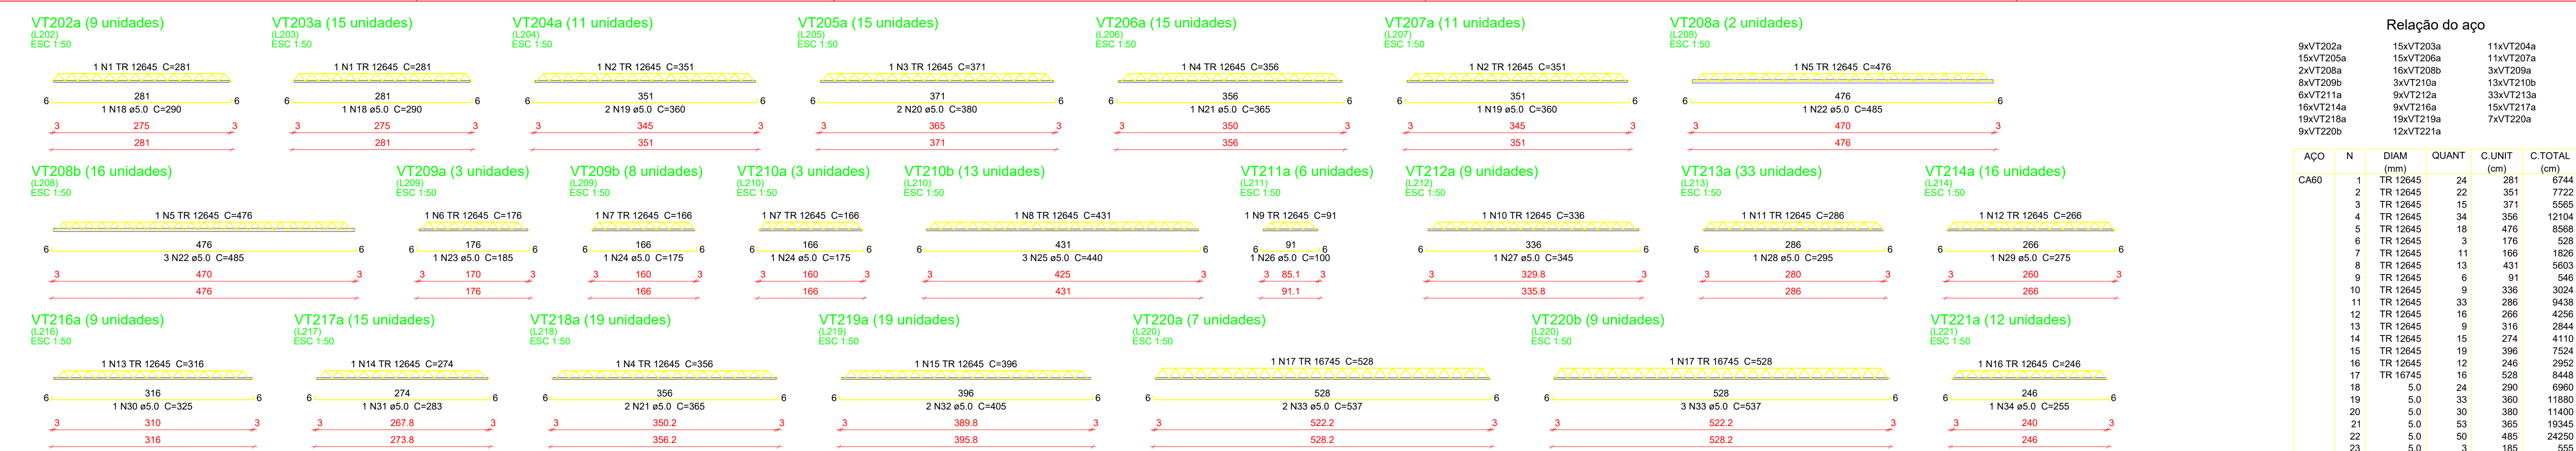 VT202a (9 unidades)
(L202)
ESC 1:50
1 N1 TR 12645 C=281
6 281 6
1 N18 ø5.0 C=290
3 275 3
281
VT203a (15 unidades)
(L203)
ESC 1:50
1 N1 TR 12645 C=281
6 281 6
1 N18 ø5.0 C=290
3 275 3
281
VT204a (11 unidades)
(L204)
ESC 1:50
1 N2 TR 12645 C=351
6 351 6
2 N19 ø5.0 C=360
3 345 3
351
VT205a (15 unidades)
(L205)
ESC 1:50
1 N3 TR 12645 C=371
6 371 6
2 N20 ø5.0 C=380
3 365 3
371
VT206a (15 unidades)
(L206)
ESC 1:50
1 N4 TR 12645 C=356
6 356 6
1 N21 ø5.0 C=365
3 350 3
356
VT207a (11 unidades)
(L207)
ESC 1:50
1 N2 TR 12645 C=351
6 351 6
1 N19 ø5.0 C=360
3 345 3
351
VT208a (2 unidades)
(L208)
ESC 1:50
1 N5 TR 12645 C=476
6 476 6
1 N22 ø5.0 C=485
3 470 3
476
VT208b (16 unidades)
(L208)
ESC 1:50
1 N5 TR 12645 C=476
6 476 6
3 N22 ø5.0 C=485
3 470 3
476
VT209a (3 unidades)
(L209)
ESC 1:50
1 N6 TR 12645 C=176
6 176 6
1 N23 ø5.0 C=185
3 170 3
176
VT209b (8 unidades)
(L209)
ESC 1:50
1 N7 TR 12645 C=166
6 166 6
1 N24 ø5.0 C=175
3 160 3
166
VT210a (3 unidades)
(L210)
ESC 1:50
1 N7 TR 12645 C=166
6 166 6
1 N24 ø5.0 C=175
3 160 3
166
VT210b (13 unidades)
(L210)
ESC 1:50
1 N8 TR 12645 C=431
6 431 6
3 N25 ø5.0 C=440
3 425 3
431
VT211a (6 unidades)
(L211)
ESC 1:50
1 N9 TR 12645 C=91
6 91 6
1 N26 ø5.0 C=100
3 85.1 3
91.1
VT212a (9 unidades)
(L212)
ESC 1:50
1 N10 TR 12645 C=336
6 336 6
1 N27 ø5.0 C=345
3 329.8 3
335.8
VT213a (33 unidades)
(L213)
ESC 1:50
1 N11 TR 12645 C=286
6 286 6
1 N28 ø5.0 C=295
3 280 3
286
VT214a (16 unidades)
(L214)
ESC 1:50
1 N12 TR 12645 C=266
6 266 6
1 N29 ø5.0 C=275
3 260 3
266
VT216a (9 unidades)
(L216)
ESC 1:50
1 N13 TR 12645 C=316
6 316 6
1 N30 ø5.0 C=325
3 310 3
316
VT217a (15 unidades)
(L217)
ESC 1:50
1 N14 TR 12645 C=274
6 274 6
1 N31 ø5.0 C=283
3 267.8 3
273.8
VT218a (19 unidades)
(L218)
ESC 1:50
1 N4 TR 12645 C=356
6 356 6
2 N21 ø5.0 C=365
3 350.2 3
356.2
VT219a (19 unidades)
(L219)
ESC 1:50
1 N15 TR 12645 C=396
6 396 6
2 N32 ø5.0 C=405
3 389.8 3
395.8
VT220a (7 unidades)
(L220)
ESC 1:50
1 N17 TR 16745 C=528
6 528 6
2 N33 ø5.0 C=537
3 522.2 3
528.2
VT220b (9 unidades)
(L220)
ESC 1:50
1 N17 TR 16745 C=528
6 528 6
3 N33 ø5.0 C=537
3 522.2 3
528.2
VT221a (12 unidades)
(L221)
ESC 1:50
1 N16 TR 12645 C=246
6 246 6
1 N34 ø5.0 C=255
3 240 3
246
Relação do aço
9xVT202a 15xVT203a 11xVT204a
15xVT205a 15xVT206a 11xVT207a
2xVT208a 16xVT208b 3xVT209a
8xVT209b 3xVT210a 13xVT210b
6xVT211a 9xVT212a 33xVT213a
16xVT214a 9xVT216a 15xVT217a
19xVT218a 19xVT219a 7xVT220a
9xVT220b 12xVT221a
AÇO N DIAM QUANT C.UNIT C.TOTAL
(mm) (cm) (cm)
CA60 1 TR 12645 24 281 6744
2 TR 12645 22 351 7722
3 TR 12645 15 371 5565
4 TR 12645 34 356 12104
5 TR 12645 18 476 8568
6 TR 12645 3 176 528
7 TR 12645 11 166 1826
8 TR 12645 13 431 5603
9 TR 12645 6 91 546
10 TR 12645 9 336 3024
11 TR 12645 33 286 9438
12 TR 12645 16 266 4256
13 TR 12645 9 316 2844
14 TR 12645 15 274 4110
15 TR 12645 19 396 7524
16 TR 12645 12 246 2952
17 TR 16745 16 528 8448
18 5.0 24 290 6960
19 5.0 33 360 11880
20 5.0 30 380 11400
21 5.0 53 365 19345
22 5.0 50 485 24250
23 5.0 3 185 555